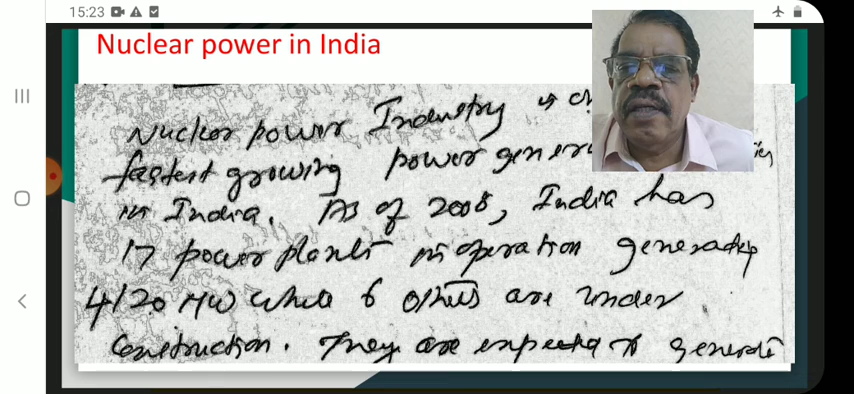 15:23
Nuclear power in India
Nuclear power Industry is
fastest growing power gener
in India. As of 2008, India has
17 power plants in operation generating
4120 MW while 6 others are under
Construction. They are expected to generate